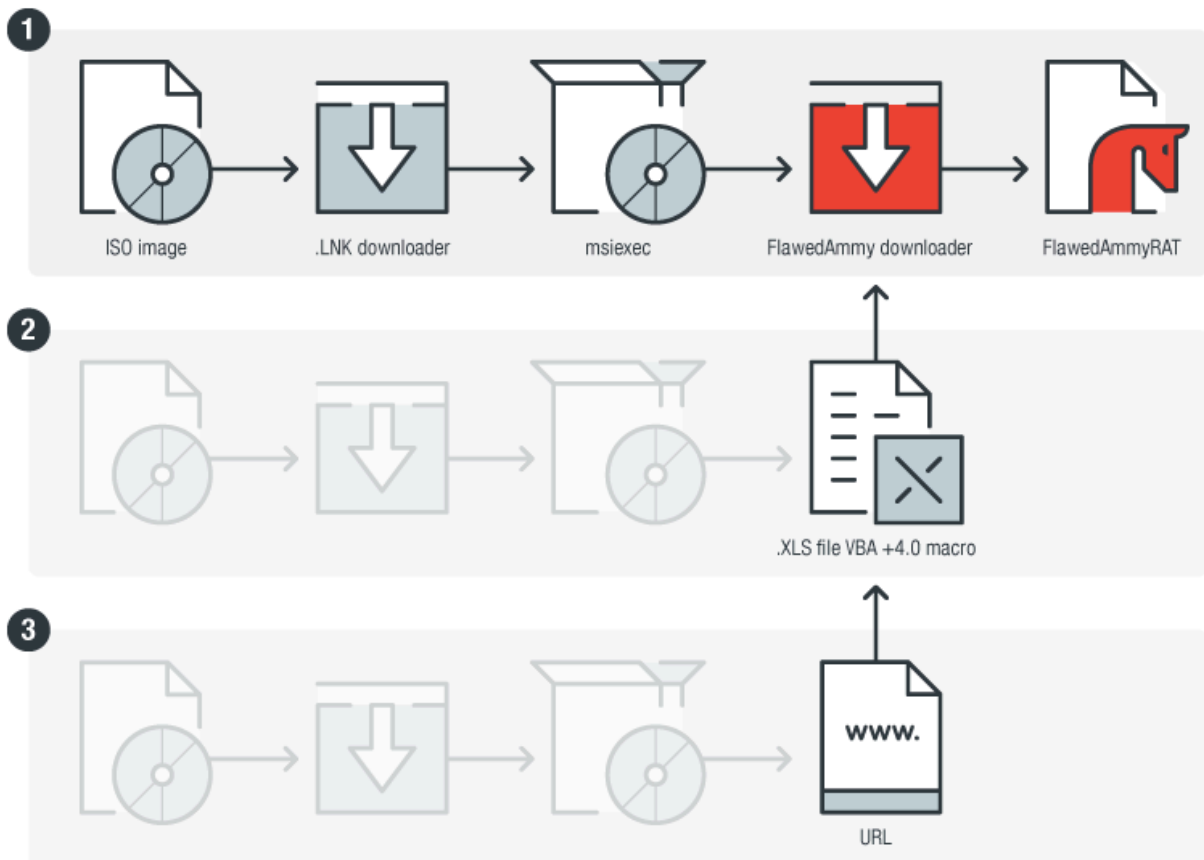 1
ISO image
.LNK downloader
msiexec
FlawedAmmy downloader
FlawedAmmyRAT
2
.XLS file VBA +4.0 macro
3
www.
URL